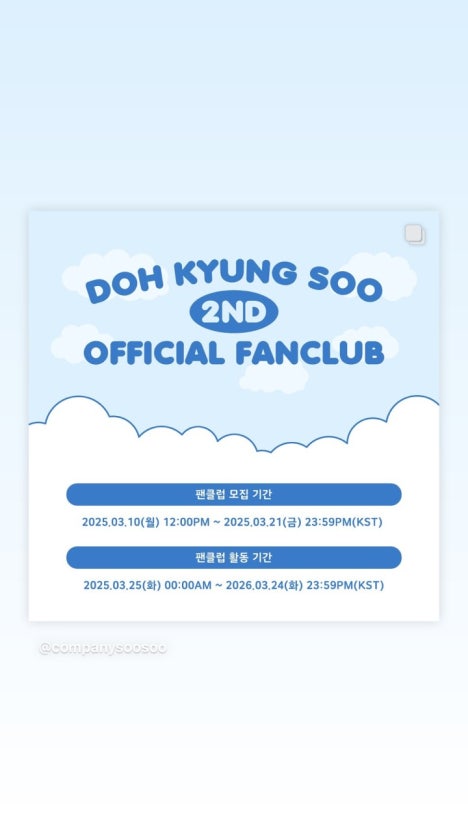 DOH KYUNG SOO
2ND
OFFICIAL FANCLUB
팬클럽 모집 기간
2025.03.10(월) 12:00PM ~ 2025.03.21(금) 23:59PM(KST)
팬클럽 활동 기간
2025.03.25(화) 00:00AM ~ 2026.03.24(화) 23:59PM(KST)
@companysoosoo